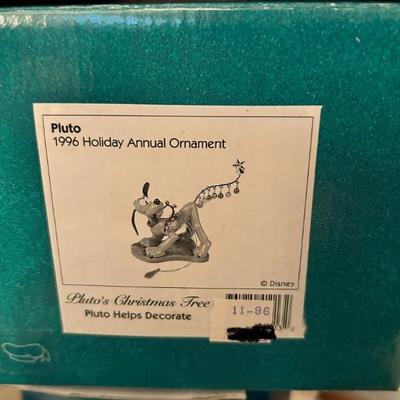 Pluto
1996 Holiday Annual Ornament
© Disney
Pluto's Christmas Tree
Pluto Helps Decorate
11-96